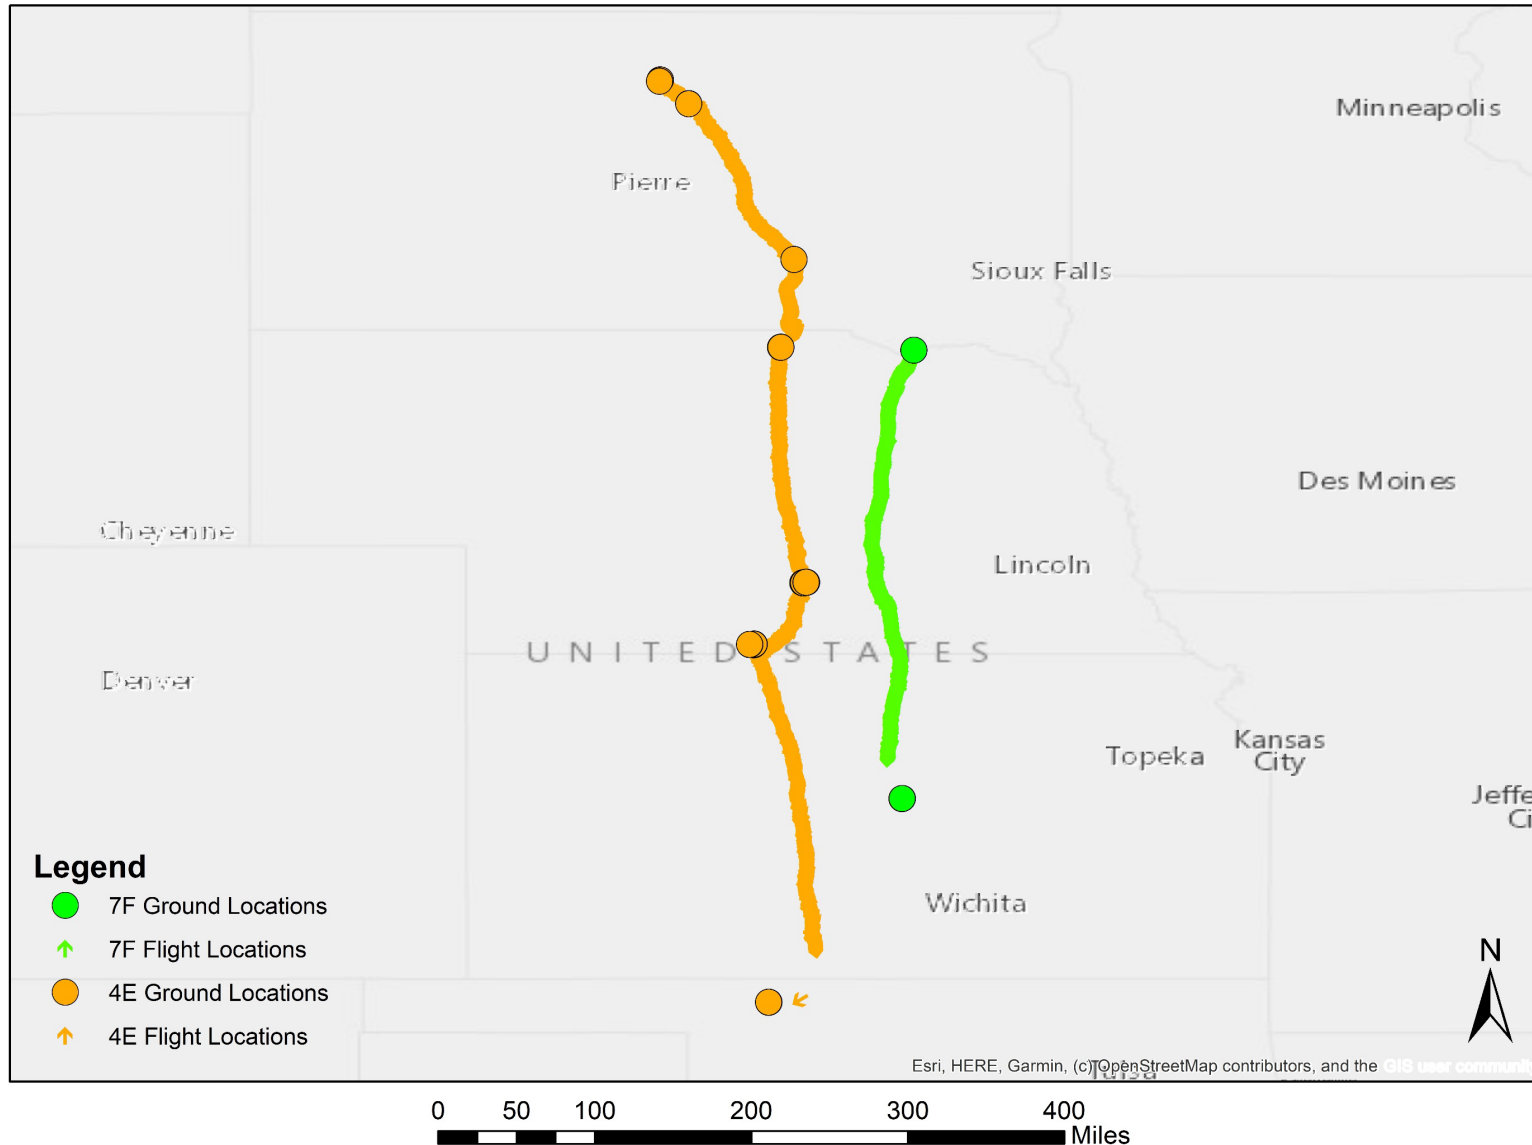 Minneapolis
Pierre
Sioux Falls
Des Moines
Cheyenne
Lincoln
UNITED STATES
Denver
Kansas
City
Topeka
Jeffe
Ci
Wichita
Legend
7F Ground Locations
7F Flight Locations
4E Ground Locations
4E Flight Locations
N
Tulsa
Esri, HERE, Garmin, (c) OpenStreetMap contributors, and the GIS user community
0 50 100 200 300 400
Miles